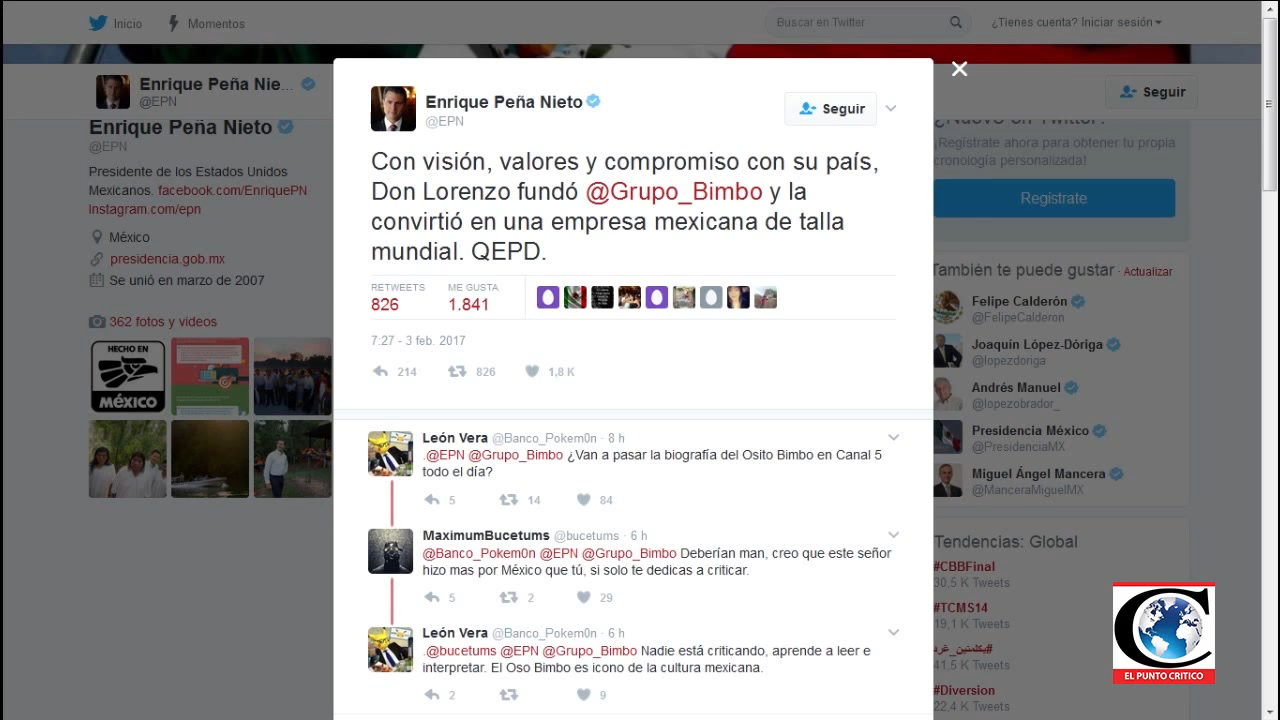 Inicio
Momentos
Buscar en Twitter
¿Tienes cuenta? Iniciar sesión
Enrique Peña Nie...
@EPN
Seguir
Enrique Peña Nieto
@EPN
Presidente de los Estados Unidos
Mexicanos. facebook.com/EnriquePN
Instagram.com/epn
México
presidencia.gob.mx
Se unió en marzo de 2007
362 fotos y videos
HECHO EN
MÉXICO
Enrique Peña Nieto
@EPN
Seguir
Con visión, valores y compromiso con su país,
Don Lorenzo fundó @Grupo_Bimbo y la
convirtió en una empresa mexicana de talla
mundial. QEPD.
RETWEETS
826
ME GUSTA
1.841
7:27 - 3 feb. 2017
214
826
1,8 K
León Vera @Banco_Pokem0n · 8 h
.@EPN @Grupo_Bimbo ¿Van a pasar la biografía del Osito Bimbo en Canal 5
todo el día?
5
14
84
MaximumBucetums @bucetums · 6 h
@Banco_Pokem0n @EPN @Grupo_Bimbo Deberían man, creo que este señor
hizo mas por México que tú, si solo te dedicas a criticar.
5
2
29
León Vera @Banco_Pokem0n · 6 h
.@bucetums @EPN @Grupo_Bimbo Nadie está criticando, aprende a leer e
interpretar. El Oso Bimbo es icono de la cultura mexicana.
2
9
¿Nuevo en Twitter?
¡Regístrate ahora para obtener tu propia
cronología personalizada!
Regístrate
También te puede gustar · Actualizar
Felipe Calderón
@FelipeCalderon
Joaquín López-Dóriga
@lopezdoriga
Andrés Manuel
@lopezobrador_
Presidencia México
@PresidenciaMX
Miguel Ángel Mancera
@ManceraMiguelMX
Tendencias: Global
#CBBFinal
30,5 K Tweets
#TCMS14
19,1 K Tweets
41,5 K Tweets
#Diversion
22,4 K Tweets
C
EL PUNTO CRITICO